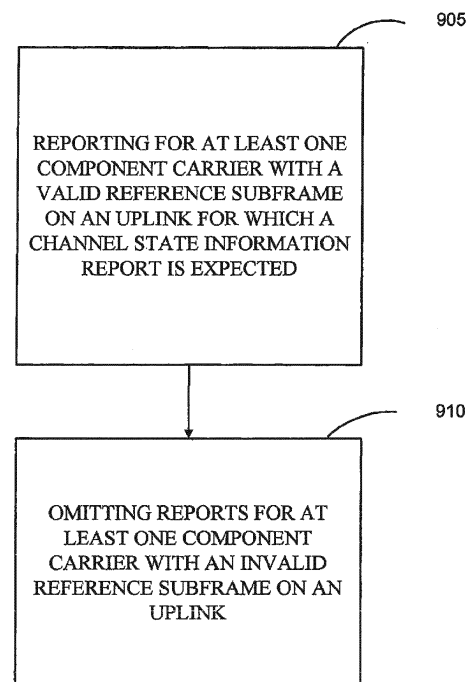 905
REPORTING FOR AT LEAST ONE
COMPONENT CARRIER WITH A
VALID REFERENCE SUBFRAME
ON AN UPLINK FOR WHICH A
CHANNEL STATE INFORMATION
REPORT IS EXPECTED
910
OMITTING REPORTS FOR AT
LEAST ONE COMPONENT
CARRIER WITH AN INVALID
REFERENCE SUBFRAME ON AN
UPLINK